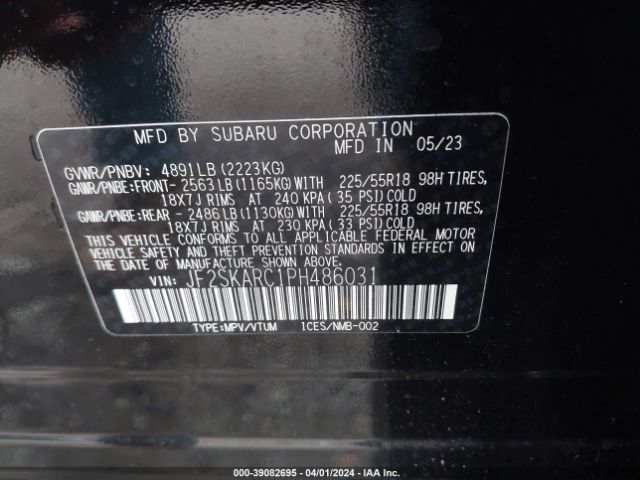 MFD BY SUBARU CORPORATION
MFD IN 05/23
GVWR/PNBV: 4891LB (2223KG)
GAWR/PNBE:FRONT- 2563LB (1165KG)WITH 225/55R18 98H TIRES,
18X7J RIMS AT 240 KPA (35 PSI)COLD
GAWR/PNBE:REAR - 2486LB (1130KG)WITH 225/55R18 98H TIRES,
18X7J RIMS AT 230 KPA (33 PSI)COLD
THIS VEHICLE CONFORMS TO ALL APPLICABLE FEDERAL MOTOR
VEHICLE SAFETY AND THEFT PREVENTION STANDARDS IN EFFECT ON
THE DATE OF MANUFACTURE SHOWN ABOVE.
VIN: JF2SKARC1PH486031
TYPE:MPV/VTUM ICES/NMB-002
000-39082695 - 04/01/2024 - IAA Inc.